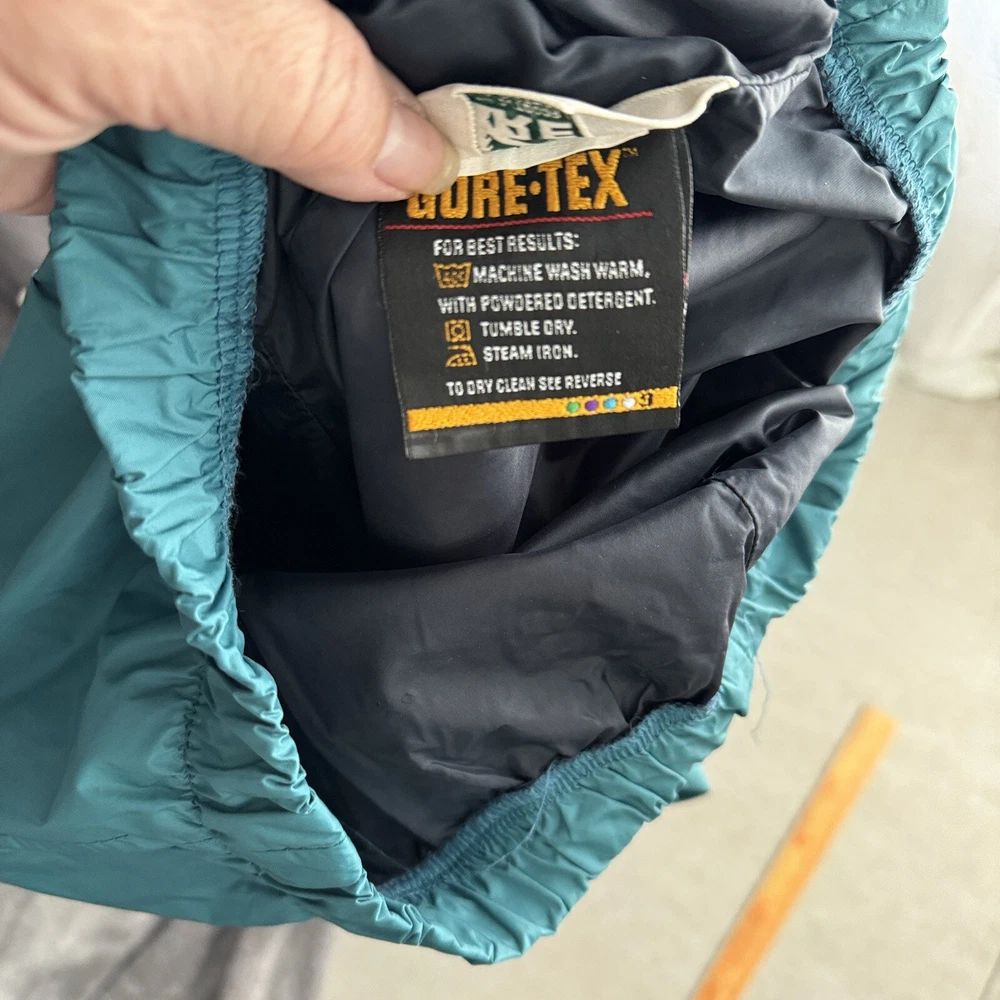 GORE-TEX™
FOR BEST RESULTS:
MACHINE WASH WARM.
WITH POWDERED DETERGENT.
TUMBLE DRY.
STEAM IRON.
TO DRY CLEAN SEE REVERSE